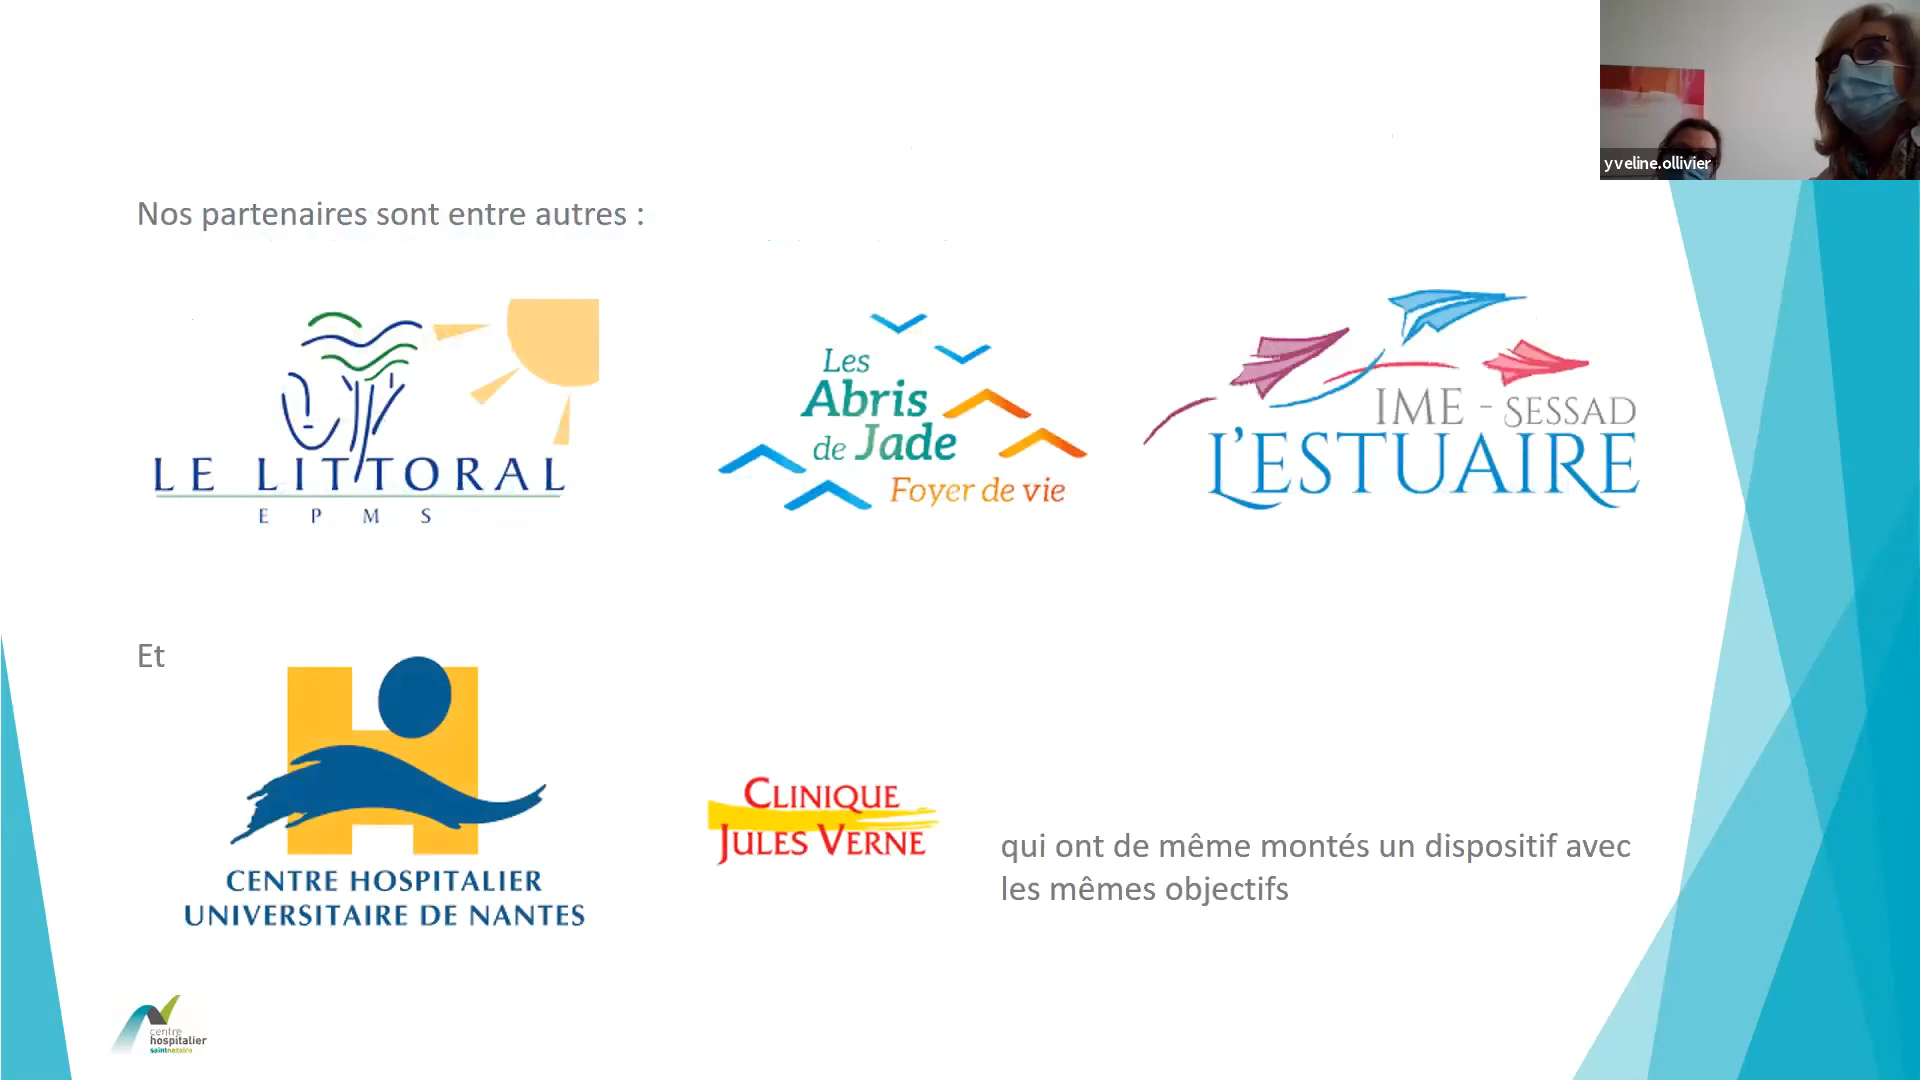 yveline.ollivier
Nos partenaires sont entre autres :
LE LITTORAL
E P M S
Les
Abris
de Jade
Foyer de vie
IME - SESSAD
L'ESTUAIRE
Et
CENTRE HOSPITALIER
UNIVERSITAIRE DE NANTES
CLINIQUE
JULES VERNE
qui ont de même montés un dispositif avec
les mêmes objectifs
centre
hospitalier
saintnazaire